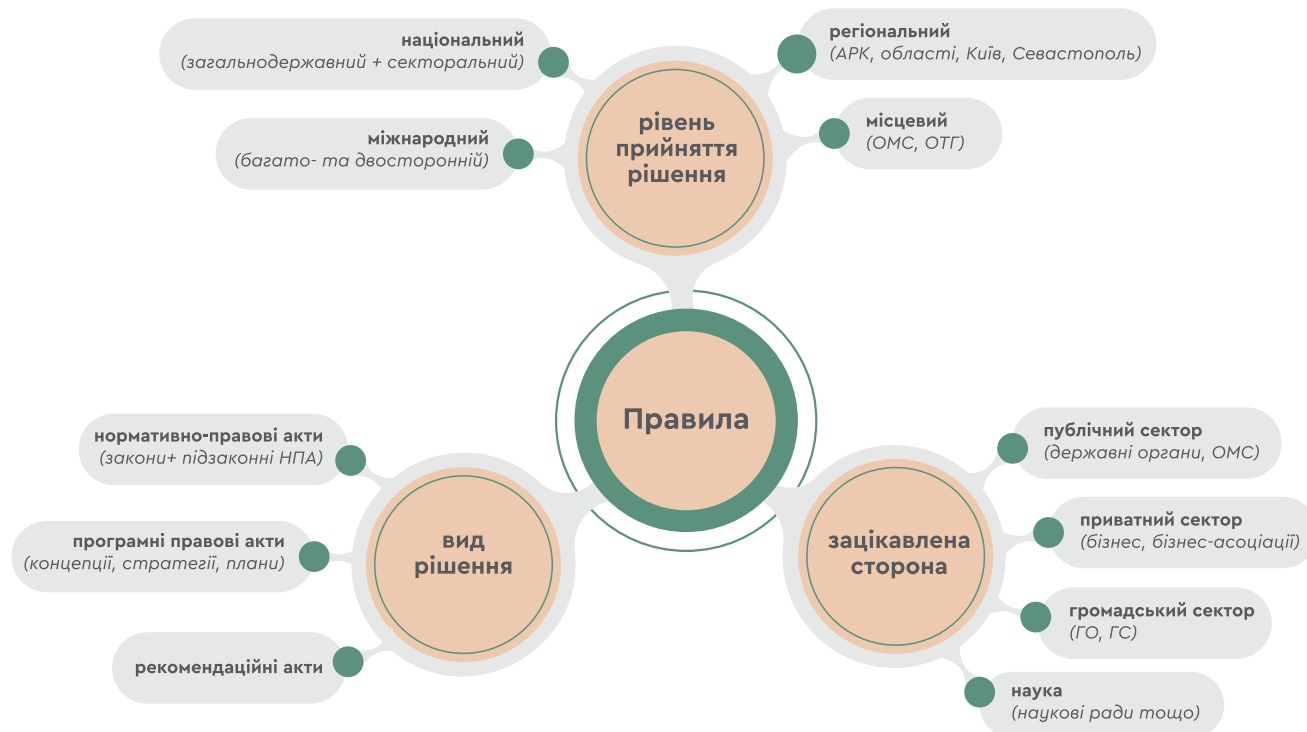 національний
(загальнодержавний + секторальний)
міжнародний
(багато- та двосторонній)
регіональний
(АРК, області, Київ, Севастополь)
місцевий
(ОМС, ОТГ)
рівень
прийняття
рішення
Правила
нормативно-правові акти
(закони+ підзаконні НПА)
програмні правові акти
(концепції, стратегії, плани)
рекомендаційні акти
вид
рішення
зацікавлена
сторона
публічний сектор
(державні органи, ОМС)
приватний сектор
(бізнес, бізнес-асоціації)
громадський сектор
(ГО, ГС)
наука
(наукові ради тощо)